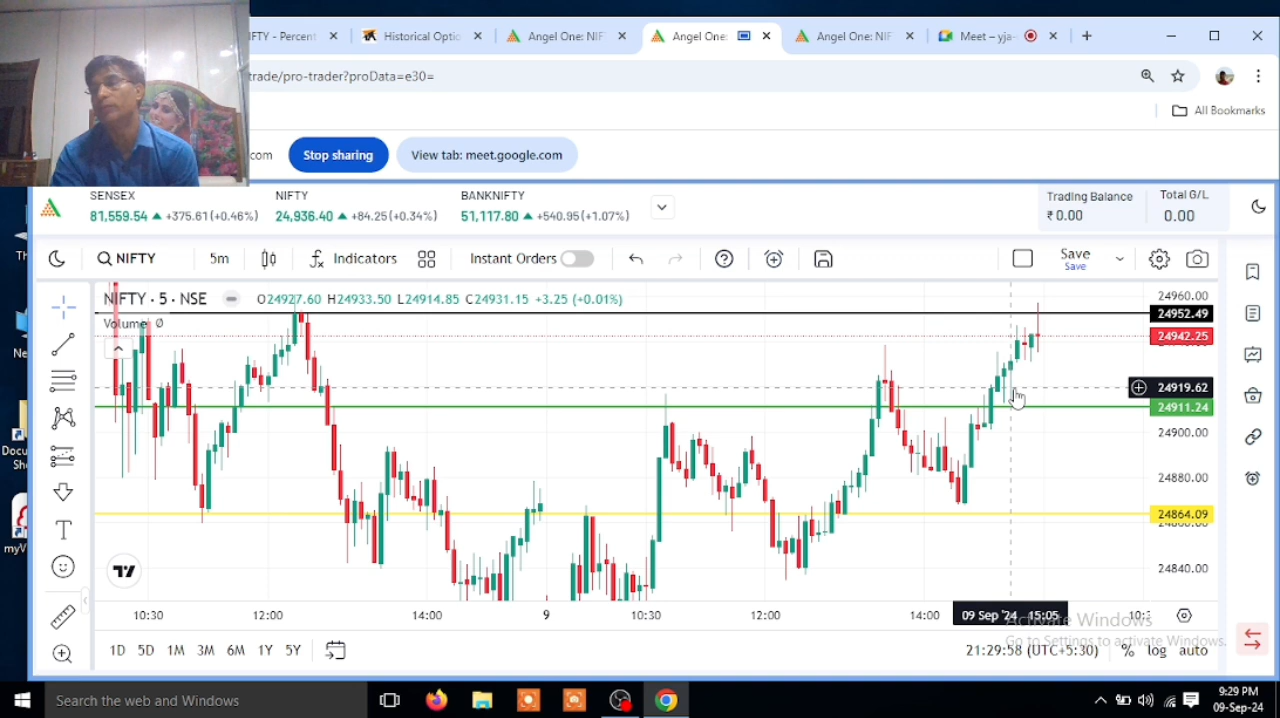 IFTY - Percent
Historical Optio
Angel One: NIF
Angel One:
Angel One: NIF
Meet – yja-
trade/pro-trader?proData=e30=
All Bookmarks
com
Stop sharing
View tab: meet.google.com
SENSEX
81,559.54 ▲ +375.61(+0.46%)
NIFTY
24,936.40 ▲ +84.25(+0.34%)
BANKNIFTY
51,117.80 ▲ +540.95(+1.07%)
Trading Balance
₹ 0.00
Total G/L
0.00
NIFTY
5m
Indicators
Instant Orders
Save
Save
NIFTY · 5 · NSE
O24927.60 H24933.50 L24914.85 C24931.15 +3.25 (+0.01%)
Volume Ø
24960.00
24952.49
24942.25
24919.62
24911.24
24900.00
24880.00
24864.09
24840.00
10:30
12:00
14:00
9
10:30
12:00
14:00
09 Sep '24 15:05
10:3
Activate Windows
Go to Settings to activate Windows.
1D 5D 1M 3M 6M 1Y 5Y
21:29:58 (UTC+5:30)
% log auto
Th
Ne
Docu
Sh
myV
Search the web and Windows
9:29 PM
09-Sep-24